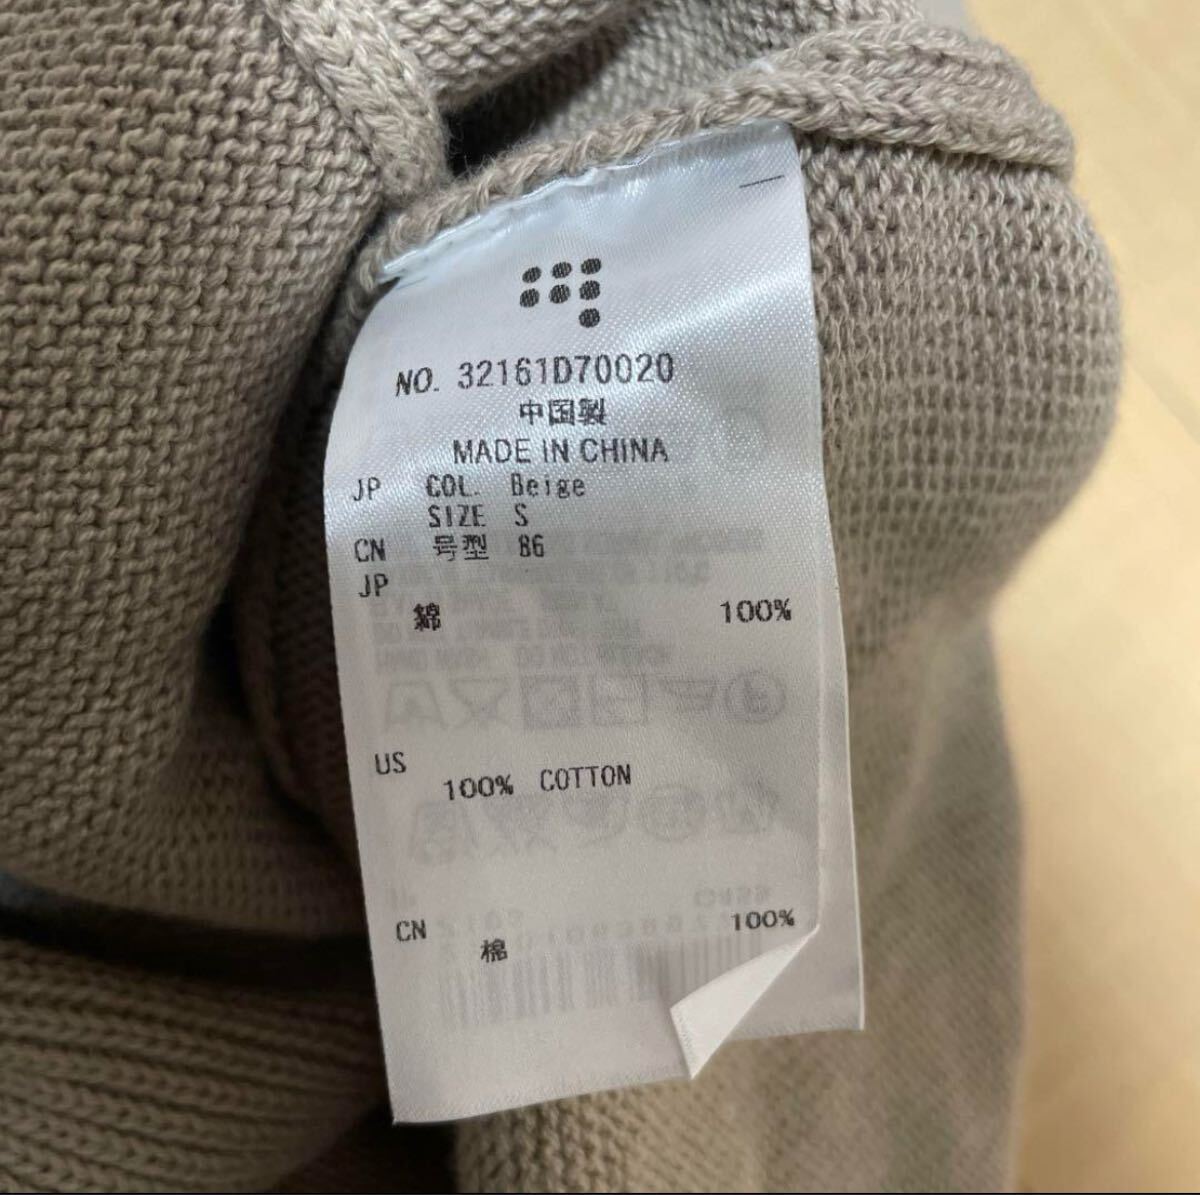 NO. 32161D70020
中国製
MADE IN CHINA
JP COL. Beige
SIZE S
CN 号型 86
JP
綿 100%
US
100% COTTON
CN
棉 100%